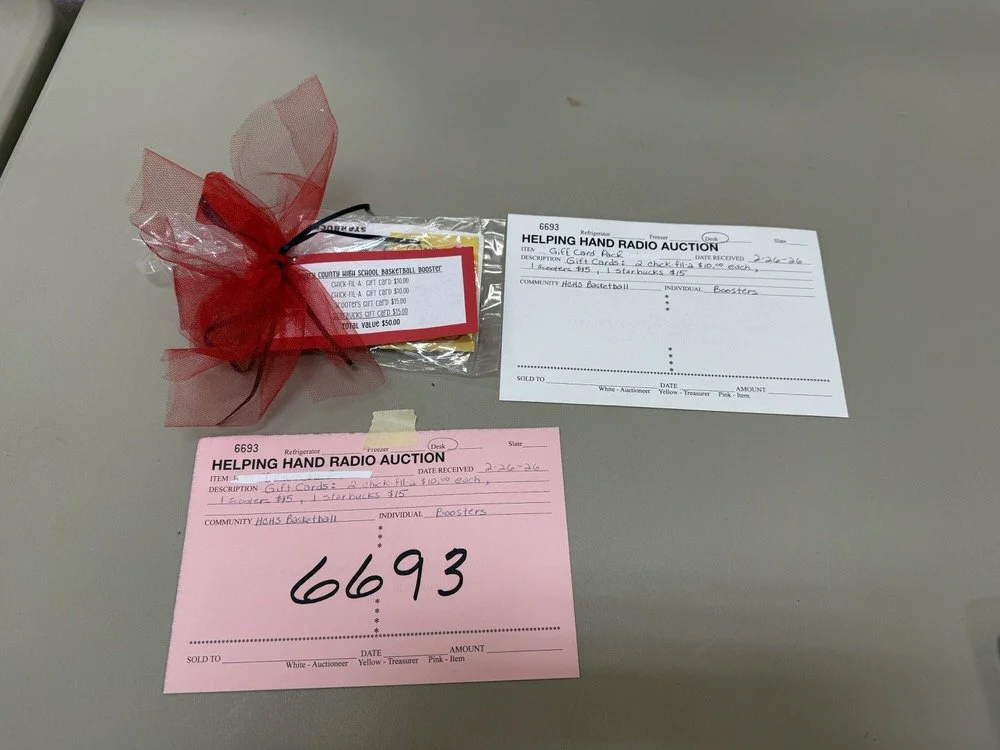 STARBUC
COUNTY HIGH SCHOOL BASKETBALL BOOSTER
CHICK-FIL-A GIFT CARD $10.00
CHICK-FIL-A GIFT CARD $10.00
SCOOTERS GIFT CARD $15.00
GIFT CARD $15.00
TOTAL VALUE $50.00
6693
Refrigerator Freezer Desk Slate
HELPING HAND RADIO AUCTION
ITEM Gift Card Pack DATE RECEIVED 2-26-26
DESCRIPTION Gift Cards: 2 chick-fil-a $10.00 each,
1 scooters $15, 1 starbucks $15
COMMUNITY HCHS Basketball INDIVIDUAL Boosters
SOLD TO DATE AMOUNT
White - Auctioneer Yellow - Treasurer Pink - Item
6693
Refrigerator Freezer Desk Slate
HELPING HAND RADIO AUCTION
ITEM DATE RECEIVED 2-26-26
DESCRIPTION Gift Cards: 2 chick-fil-a $10.00 each,
1 scooters $15, 1 starbucks $15
COMMUNITY HCHS Basketball INDIVIDUAL Boosters
6693
SOLD TO DATE AMOUNT
White - Auctioneer Yellow - Treasurer Pink - Item